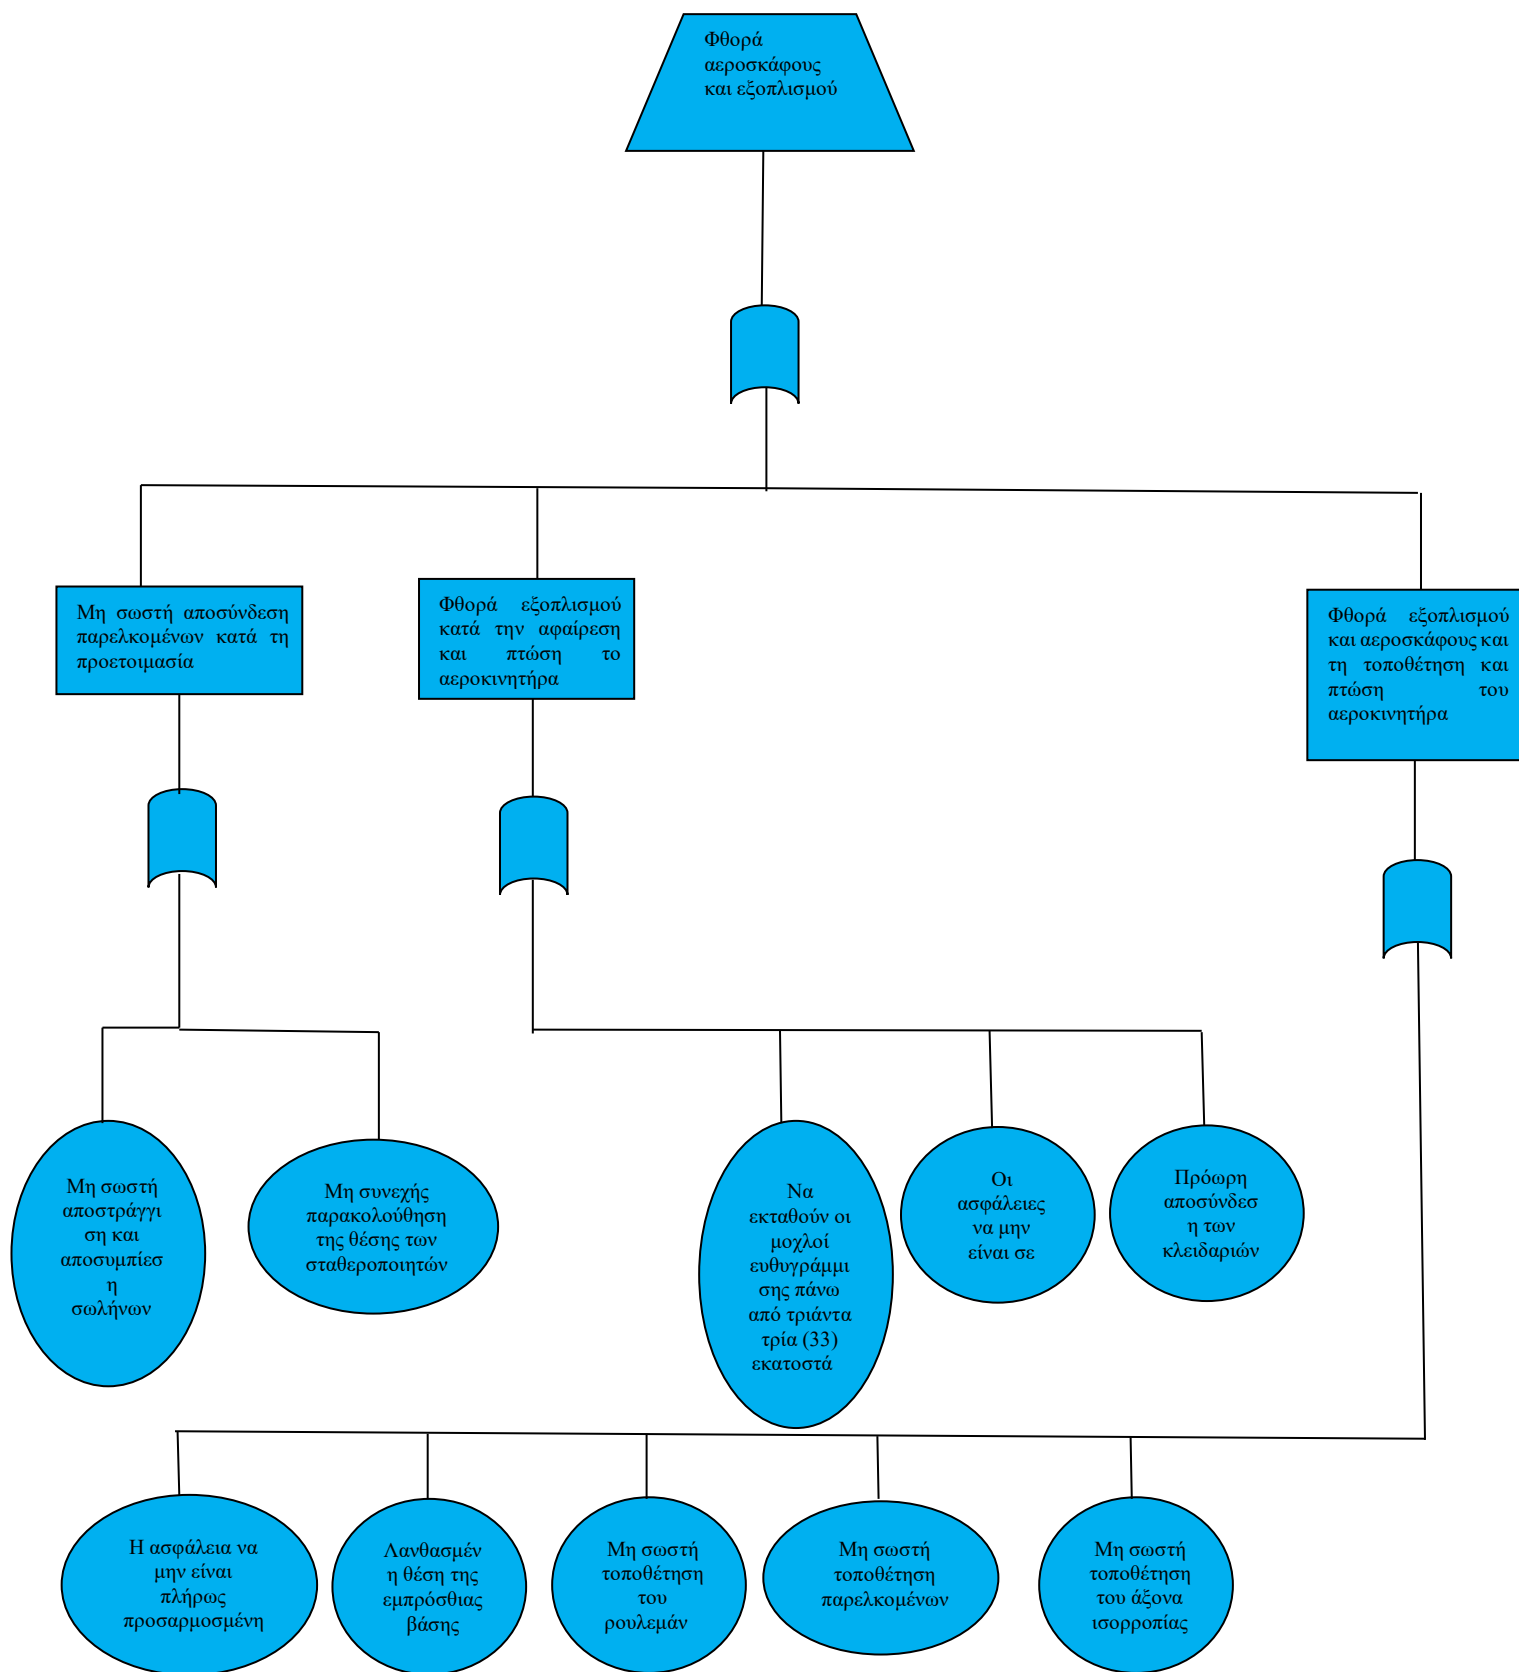 Φθορά
αεροσκάφους
και εξοπλισμού
Μη σωστή αποσύνδεση
παρελκομένων κατά τη
προετοιμασία
Φθορά εξοπλισμού
κατά την αφαίρεση
και πτώση το
αεροκινητήρα
Φθορά εξοπλισμού
και αεροσκάφους και
τη τοποθέτηση και
πτώση του
αεροκινητήρα
Μη σωστή
αποστράγγι
ση και
αποσυμπίεσ
η
σωλήνων
Μη συνεχής
παρακολούθηση
της θέσης των
σταθεροποιητών
Να
εκταθούν οι
μοχλοί
ευθυγράμμι
σης πάνω
από τριάντα
τρία (33)
εκατοστά
Οι
ασφάλειες
να μην
είναι σε
Πρόωρη
αποσύνδεσ
η των
κλειδαριών
Η ασφάλεια να
μην είναι
πλήρως
προσαρμοσμένη
Λανθασμέν
η θέση της
εμπρόσθιας
βάσης
Μη σωστή
τοποθέτηση
του
ρουλεμάν
Μη σωστή
τοποθέτηση
παρελκομένων
Μη σωστή
τοποθέτηση
του άξονα
ισορροπίας